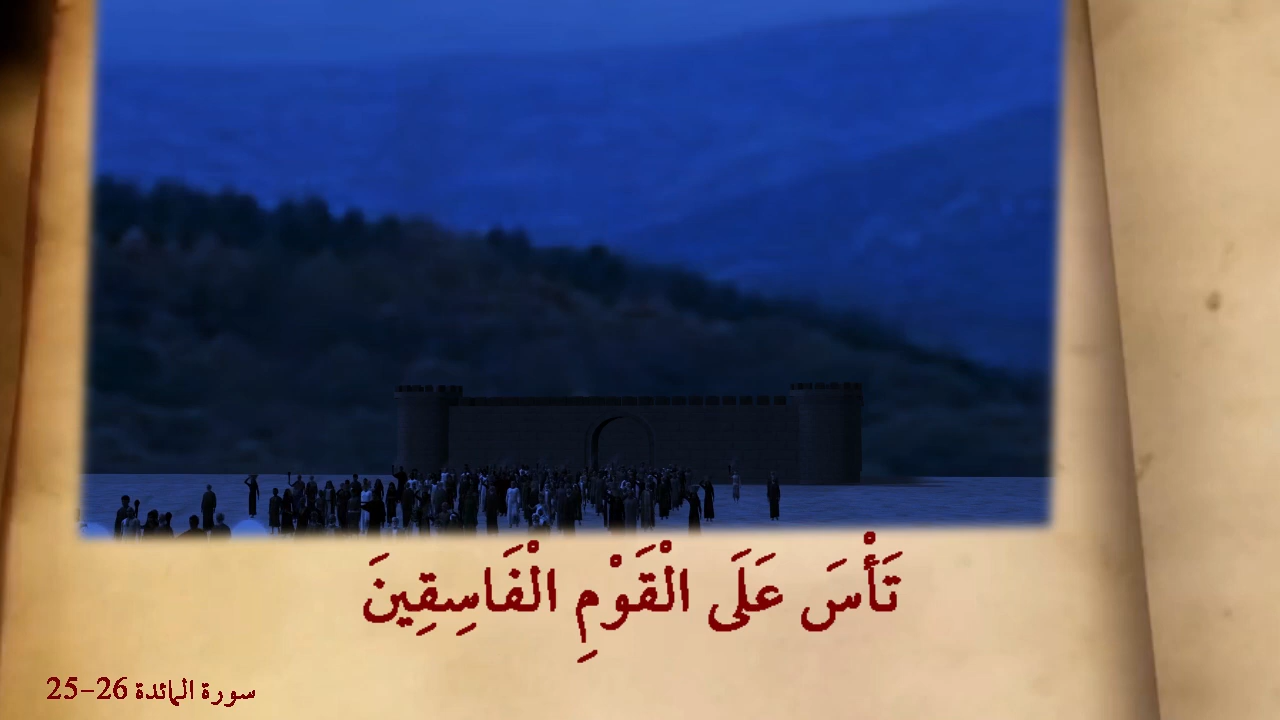 تَأْسَ عَلَى الْقَوْمِ الْفَاسِقِينَ
سورة المائدة 26-25